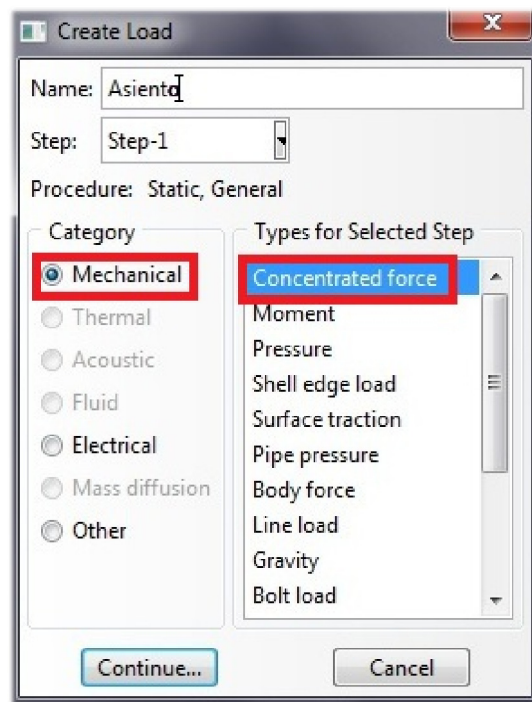 Create Load
Name: Asiento
Step: Step-1
Procedure: Static, General
Category
Mechanical
Thermal
Acoustic
Fluid
Electrical
Mass diffusion
Other
Types for Selected Step
Concentrated force
Moment
Pressure
Shell edge load
Surface traction
Pipe pressure
Body force
Line load
Gravity
Bolt load
Continue...
Cancel